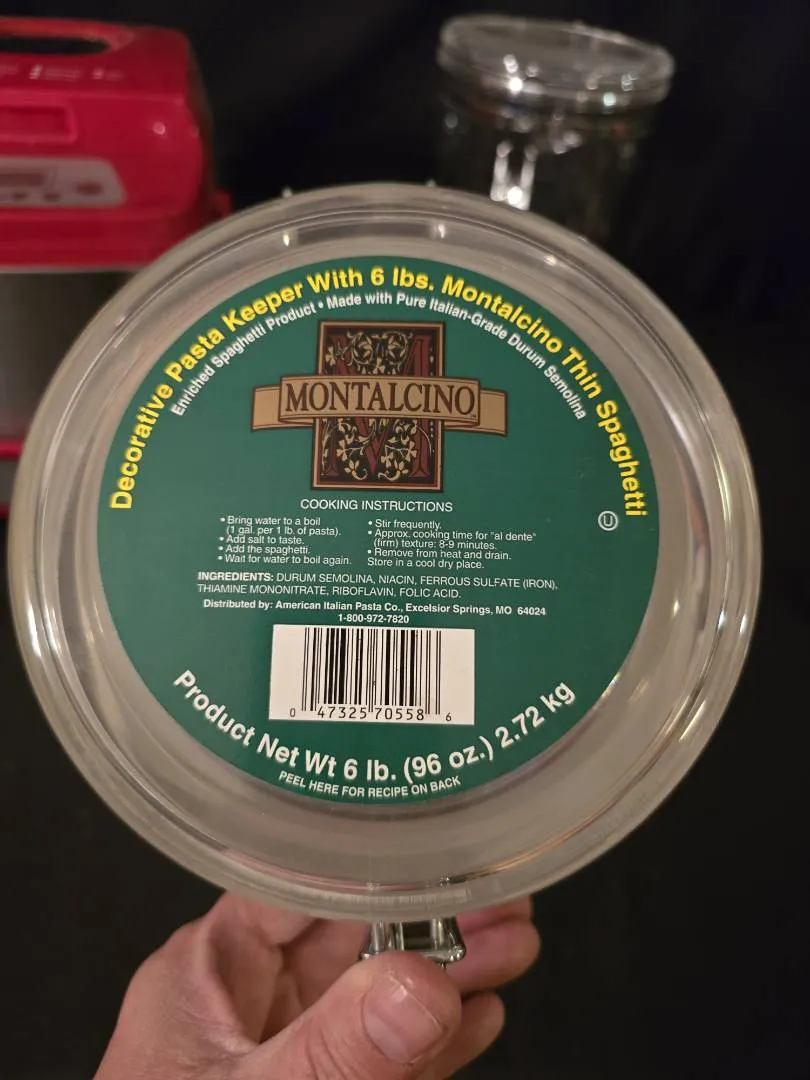 Decorative Pasta Keeper With 6 lbs. Montalcino Thin Spaghetti
Enriched Spaghetti Product • Made with Pure Italian-Grade Durum Semolina
M
MONTALCINO™
COOKING INSTRUCTIONS
• Bring water to a boil
(1 gal. per 1 lb. of pasta).
• Add salt to taste.
• Add the spaghetti.
• Wait for water to boil again.
• Stir frequently.
• Approx. cooking time for "al dente"
(firm) texture: 8-9 minutes.
• Remove from heat and drain.
Store in a cool dry place.
U
INGREDIENTS: DURUM SEMOLINA, NIACIN, FERROUS SULFATE (IRON),
THIAMINE MONONITRATE, RIBOFLAVIN, FOLIC ACID.
Distributed by: American Italian Pasta Co., Excelsior Springs, MO 64024
1-800-972-7820
0 47325 70558 6
Product Net Wt 6 lb. (96 oz.) 2.72 kg
PEEL HERE FOR RECIPE ON BACK